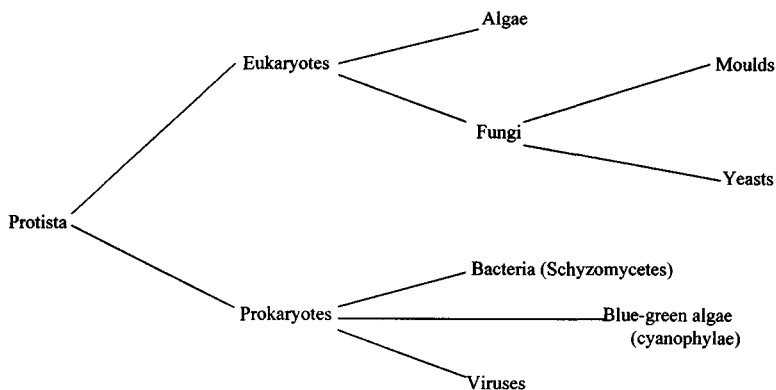 Algae
Eukaryotes
Moulds
Fungi
Yeasts
Protista
Bacteria (Schyzomycetes)
Prokaryotes
Blue-green algae
(cyanophylae)
Viruses